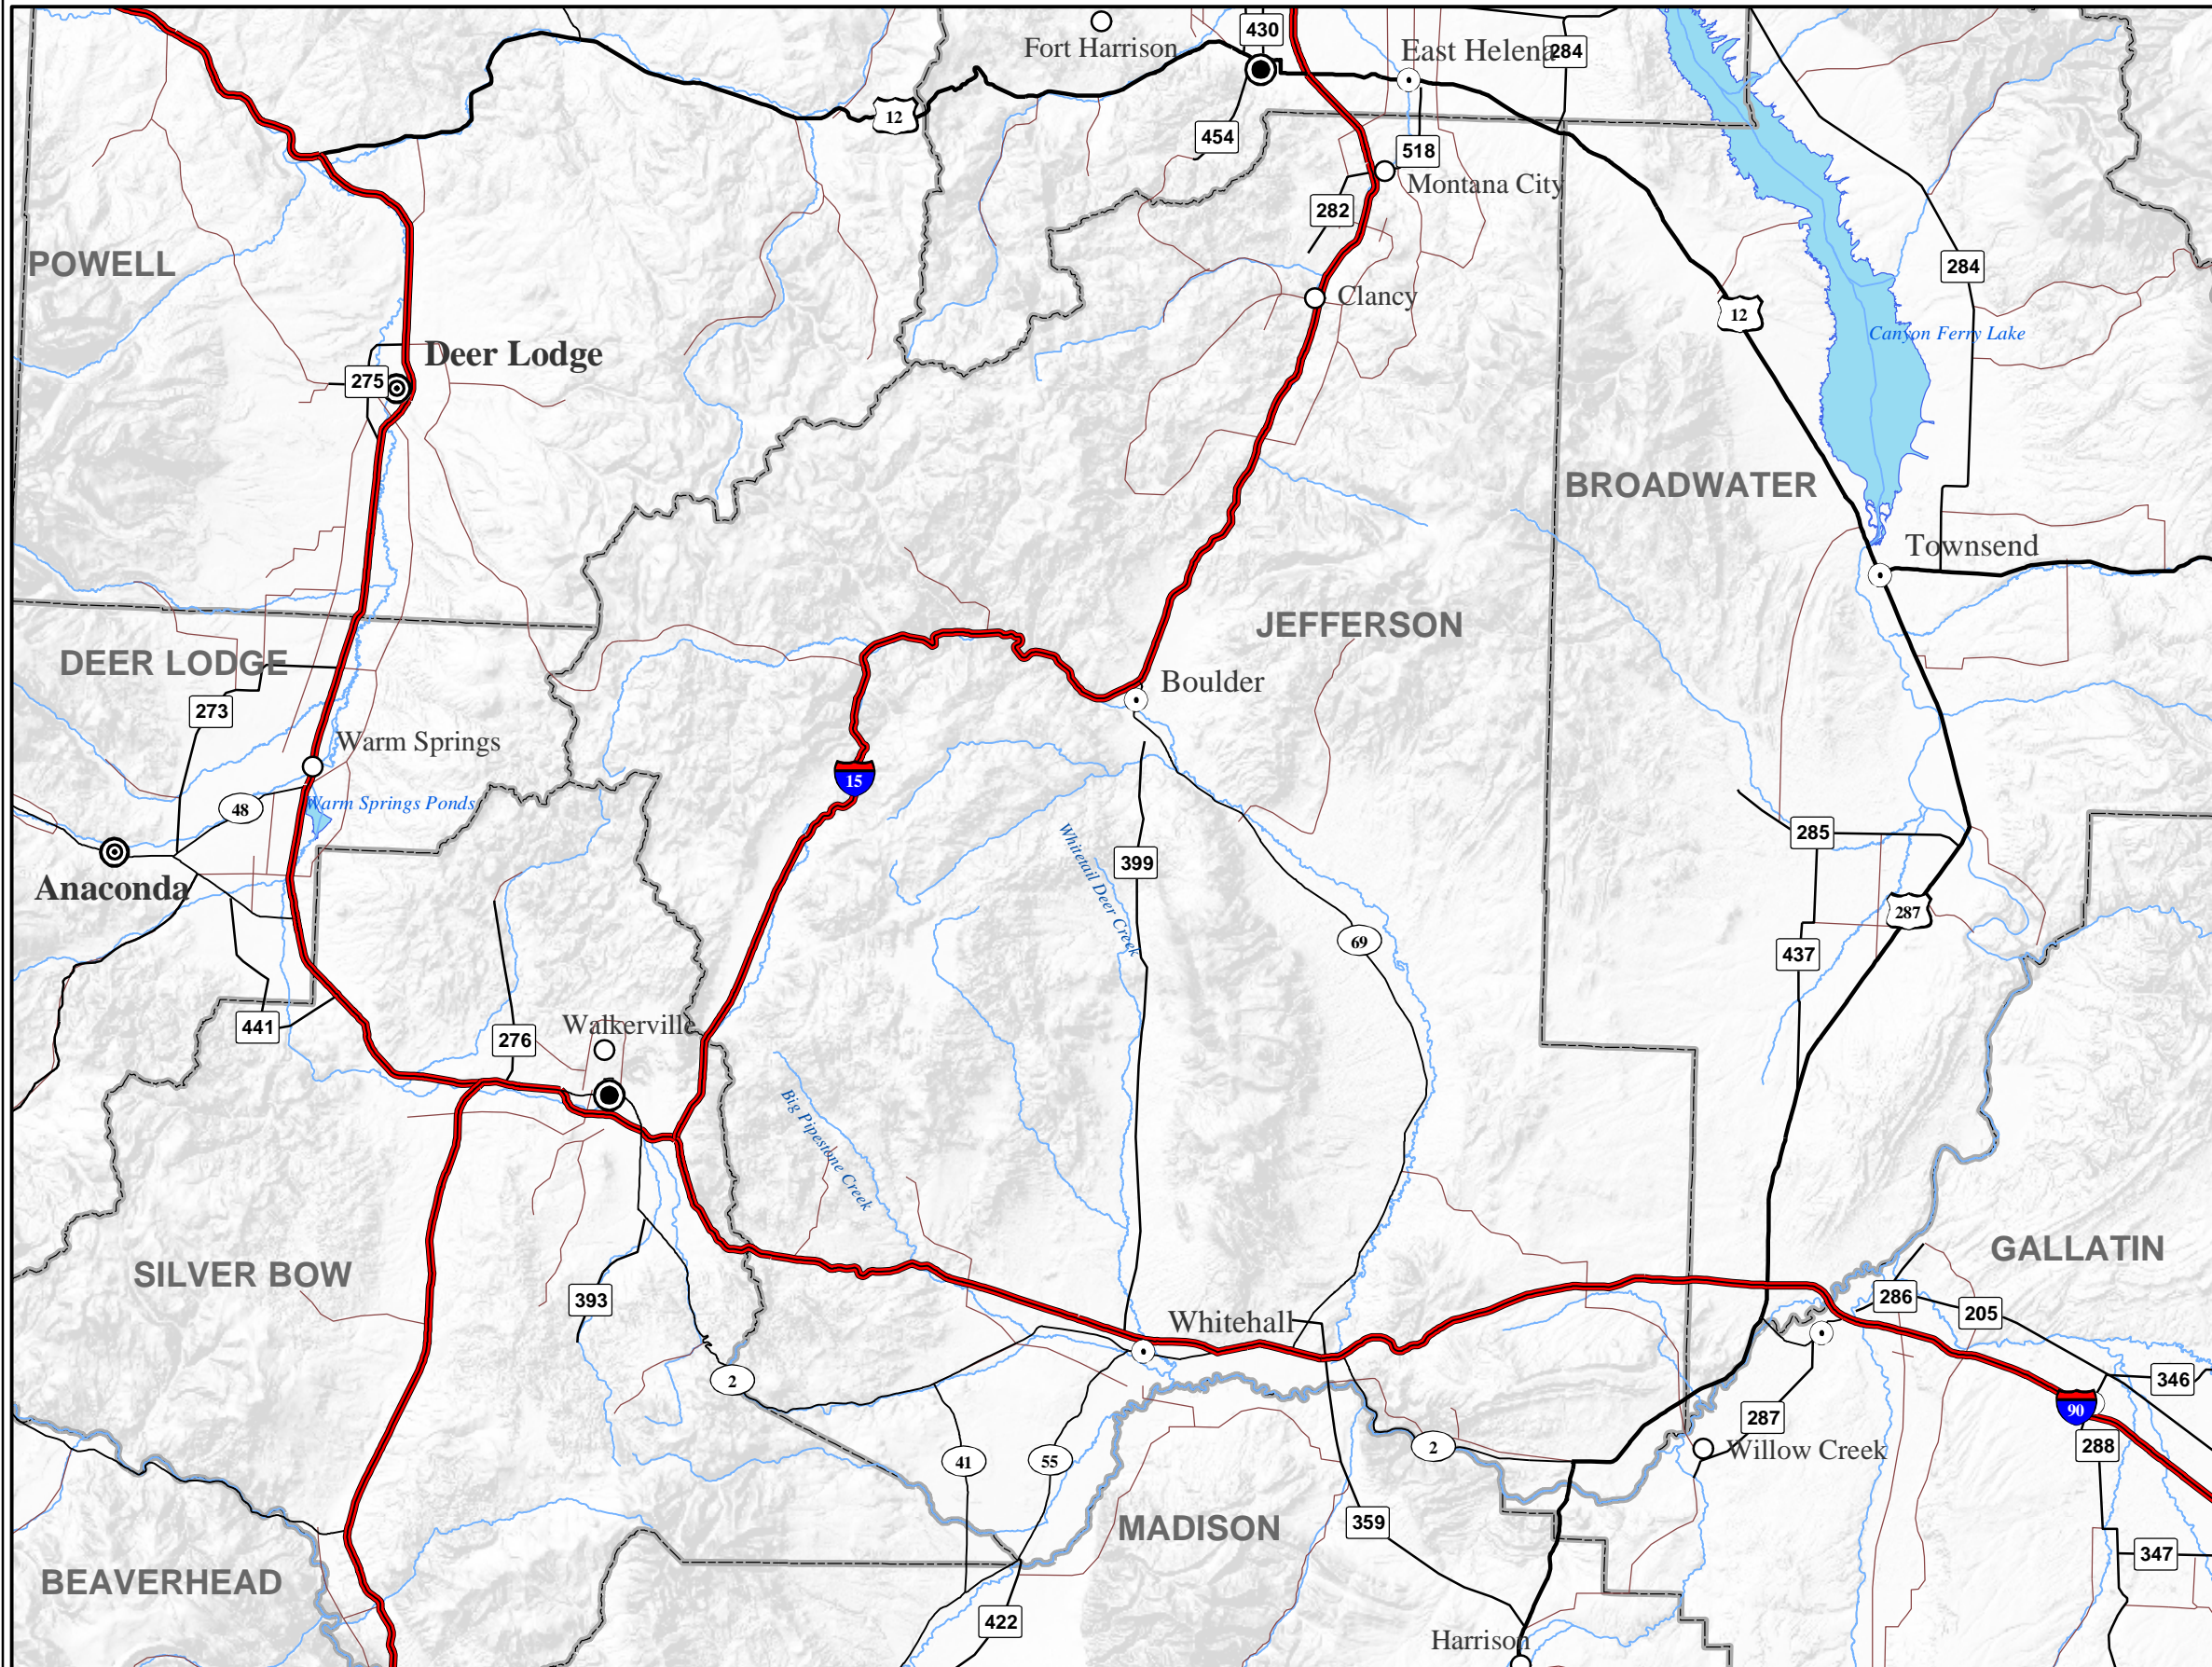 430
Fort Harrison
East Helena
284
12
454
518
Montana City
282
POWELL
284
Clancy
12
Canyon Ferry Lake
Deer Lodge
275
BROADWATER
Townsend
JEFFERSON
DEER LODGE
Boulder
273
Warm Springs
15
Warm Springs Ponds
48
285
Whitetail Deer Creek
399
Anaconda
287
69
437
441
Walkerville
276
Big Pipestone Creek
GALLATIN
SILVER BOW
393
286
205
Whitehall
2
346
90
287
288
2
Willow Creek
41
55
359
MADISON
347
BEAVERHEAD
422
Harrison